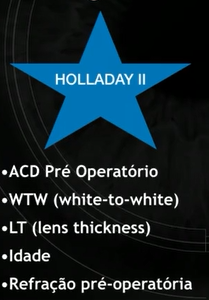 HOLLADAY II
•ACD Pré Operatório
•WTW (white-to-white)
•LT (lens thickness)
•Idade
•Refração pré-operatória